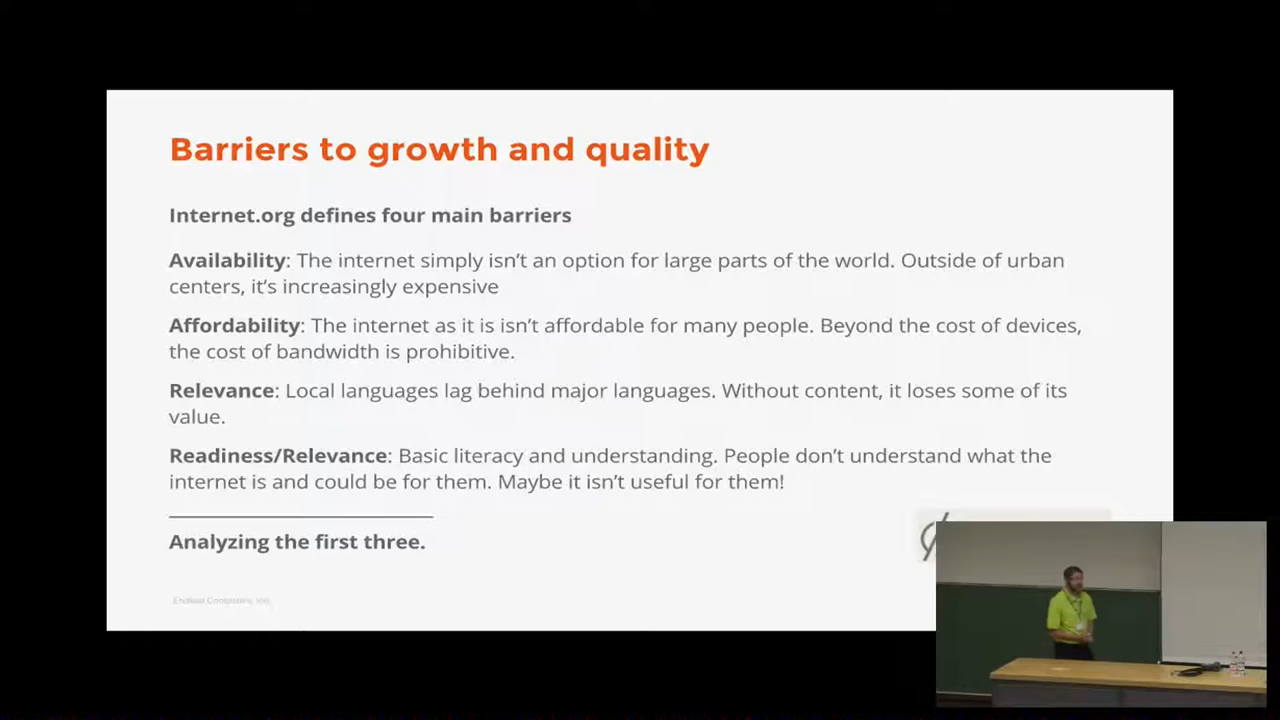 Barriers to growth and quality
Internet.org defines four main barriers
Availability: The internet simply isn't an option for large parts of the world. Outside of urban
centers, it's increasingly expensive
Affordability: The internet as it is isn't affordable for many people. Beyond the cost of devices,
the cost of bandwidth is prohibitive.
Relevance: Local languages lag behind major languages. Without content, it loses some of its
value.
Readiness/Relevance: Basic literacy and understanding. People don't understand what the
internet is and could be for them. Maybe it isn't useful for them!
Analyzing the first three.
Endless Computers, Inc.